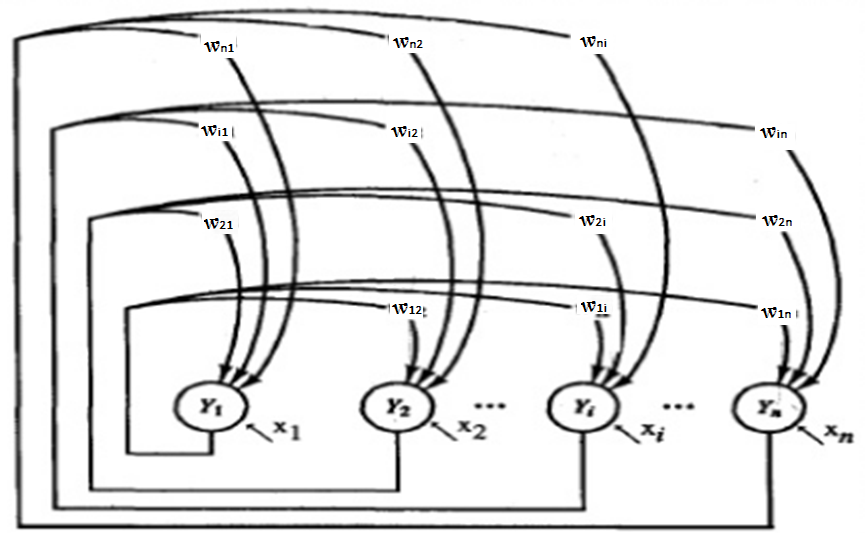 wn1 wn2 wni
wi1 wi2 win
w21 w2i w2n
w12 w1i w1n
Y1 Y2 ... Yi ... Yn
x1 x2 xi xn